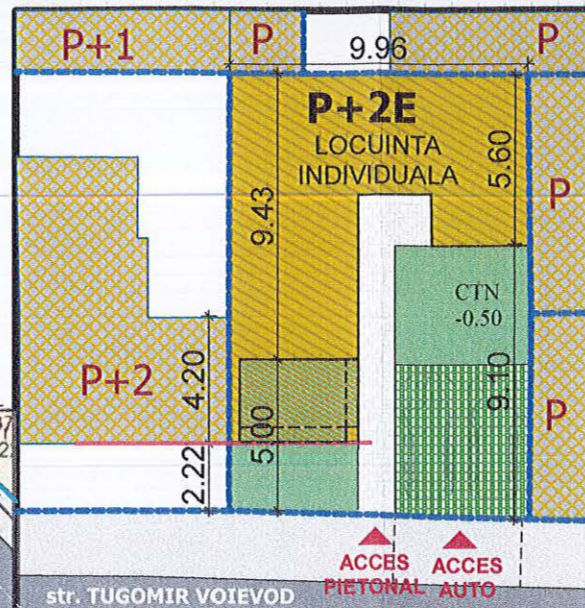 P+1
P
9.96
P
P+2E
LOCUINTA
INDIVIDUALA
5.60
9.43
P
CTN
-0.50
P+2
4.20
9.10
P
5.00
2.22
ACCES
PIETONAL
ACCES
AUTO
str. TUGOMIR VOIEVOD